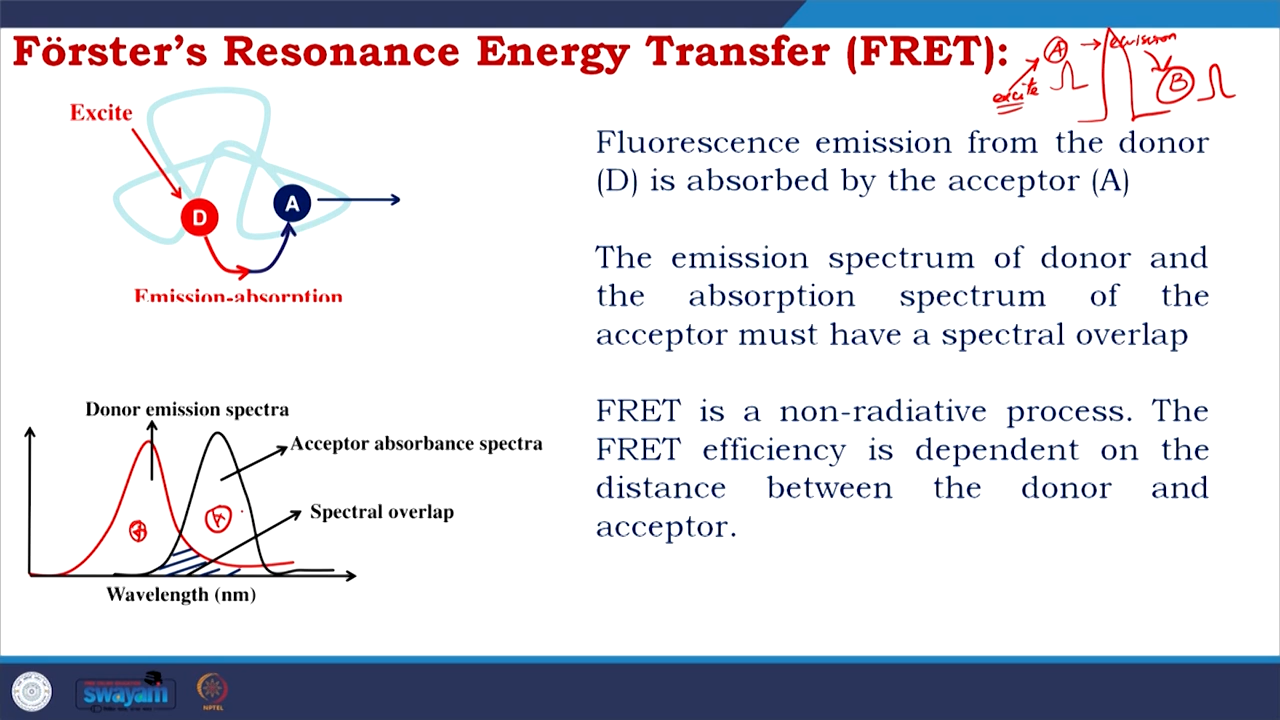 Förster's Resonance Energy Transfer (FRET):
excite
A
emission
B
Excite
D
A
Emission-absorption
Fluorescence emission from the donor
(D) is absorbed by the acceptor (A)
The emission spectrum of donor and
the absorption spectrum of the
acceptor must have a spectral overlap
FRET is a non-radiative process. The
FRET efficiency is dependent on the
distance between the donor and
acceptor.
Donor emission spectra
Acceptor absorbance spectra
Spectral overlap
Wavelength (nm)
swayam
NPTEL